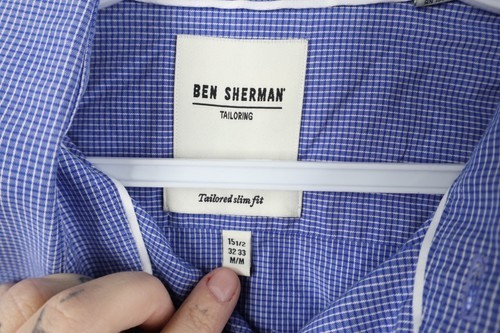 BEN SHERMAN
TAILORING
Tailored slim fit
15 1/2
32 33
M/M